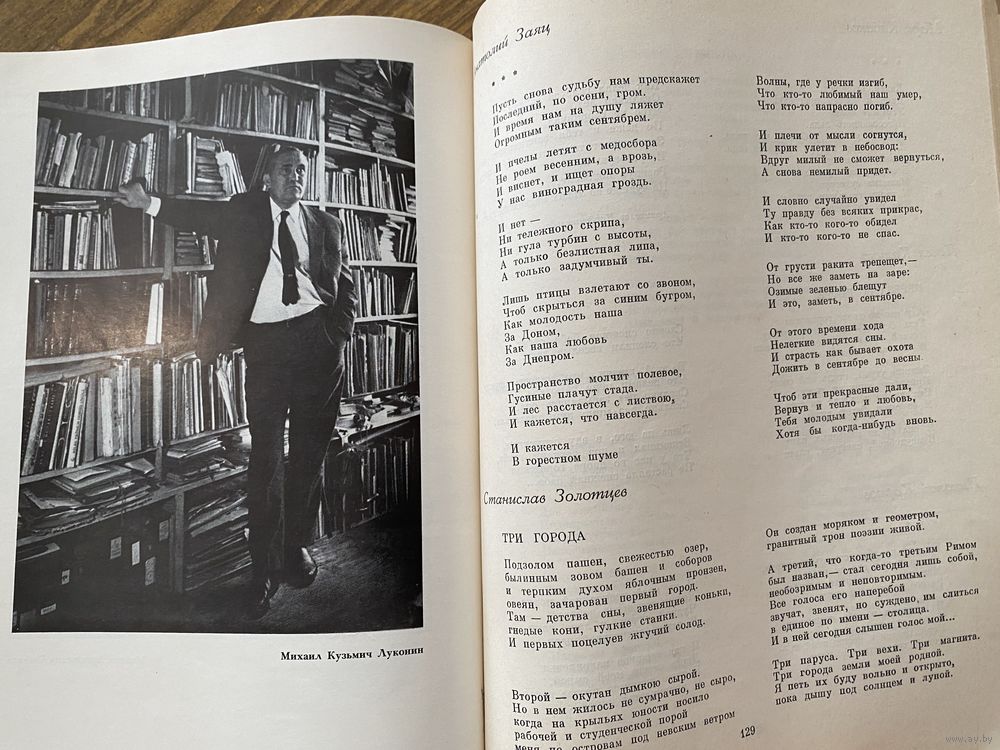 Михаил Кузьмич Луконин
Заяц
* * *
Пусть снова судьбу нам предскажет
Последний, по осени, гром.
И время нам на душу ляжет
Огромным таким сентябрем.
И пчелы летят с медосбора
Не роем весенним, а врозь,
И виснет, и ищет опоры
У нас виноградная гроздь.
И нет —
Ни тележного скрипа,
Ни гула турбин с высоты,
А только безлистная липа,
А только задумчивый ты.
Лишь птицы взлетают со звоном,
Чтоб скрыться за синим бугром,
Как молодость наша
За Доном,
Как наша любовь
За Днепром.
Пространство молчит полевое,
Гусиные плачут стада.
И лес расстается с листвою,
И кажется, что навсегда.
И кажется
В горестном шуме
Волны, где у речки изгиб,
Что кто-то любимый наш умер,
Что кто-то напрасно погиб.
И плечи от мысли согнутся,
И крик улетит в небосвод:
Вдруг милый не сможет вернуться,
А снова немилый придет.
И словно случайно увидел
Ту правду без всяких прикрас,
Как кто-то кого-то обидел
И кто-то кого-то не спас.
От грусти ракита трепещет,—
Но все же заметь на заре:
Озимые зеленью блещут
И это, заметь, в сентябре.
От этого времени хода
Нелегкие видятся сны.
И страсть как бывает охота
Дожить в сентябре до весны.
Чтоб эти прекрасные дали,
Вернув и тепло и любовь,
Тебя молодым увидали
Хотя бы когда-нибудь вновь.
Станислав Золотцев
ТРИ ГОРОДА
Подзолом пашен, свежестью озер,
былинным зовом башен и соборов
и терпким духом яблочным пронзен,
овеян, зачарован первый город.
Там — детства сны, звенящие коньки,
гнедые кони, гулкие станки.
И первых поцелуев жгучий солод.
Второй — окутан дымкою сырой.
Но в нем жилось не сумрачно, не сыро,
когда на крыльях юности носило
рабочей и студенческой порой
меня по островам под невским ветром
Он создан моряком и геометром,
гранитный трон поэзии живой.
А третий, что когда-то третьим Римом
был назван,— стал сегодня лишь собой,
необозримым и неповторимым.
Все голоса его наперебой
звучат, звенят, но суждено им слиться
в единое по имени — столица.
И в ней сегодня слышен голос мой...
Три паруса. Три вехи. Три магнита.
Три города земли моей родной.
Я петь их буду вольно и открыто,
пока дышу под солнцем и луной.
129
www.ay.by